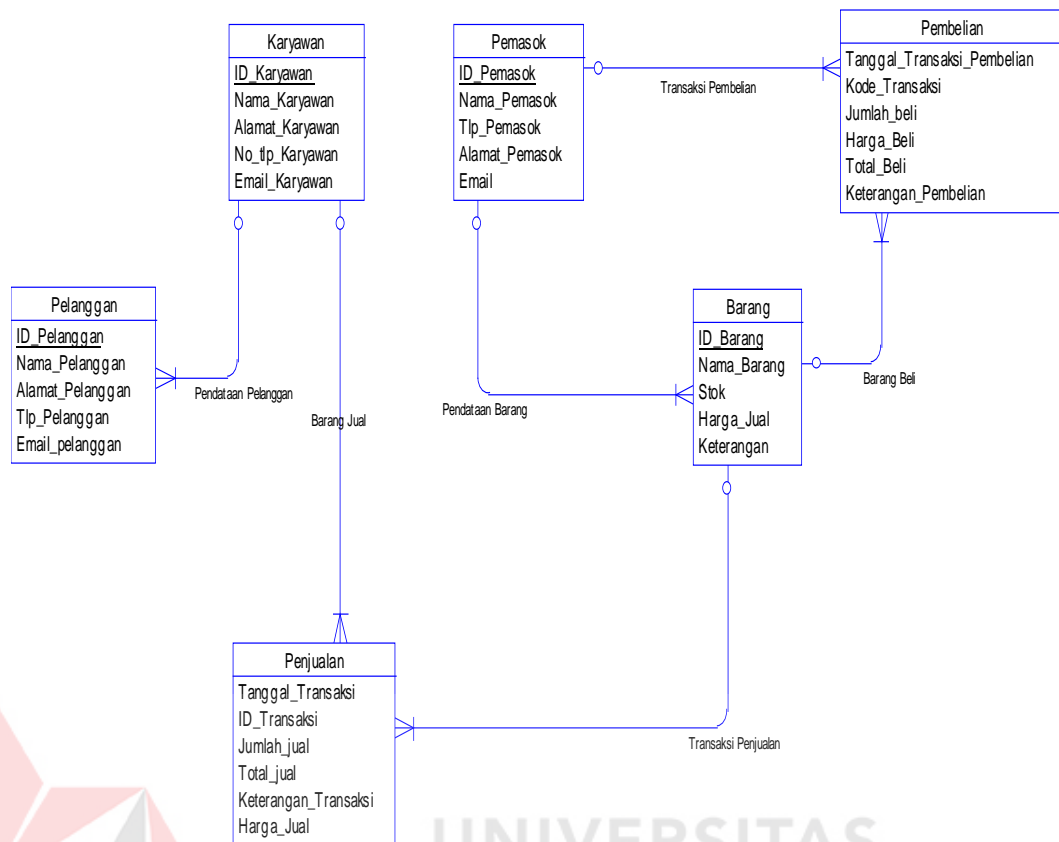 Karyawan
ID_Karyawan
Nama_Karyawan
Alamat_Karyawan
No_tlp_Karyawan
Email_Karyawan
Pemasok
ID_Pemasok
Nama_Pemasok
Tlp_Pemasok
Alamat_Pemasok
Email
Transaksi Pembelian
Pembelian
Tanggal_Transaksi_Pembelian
Kode_Transaksi
Jumlah_beli
Harga_Beli
Total_Beli
Keterangan_Pembelian
Pelanggan
ID_Pelanggan
Nama_Pelanggan
Alamat_Pelanggan
Tlp_Pelanggan
Email_pelanggan
Pendataan Pelanggan
Barang Jual
Pendataan Barang
Barang
ID_Barang
Nama_Barang
Stok
Harga_Jual
Keterangan
Barang Beli
Penjualan
Tanggal_Transaksi
ID_Transaksi
Jumlah_jual
Total_jual
Keterangan_Transaksi
Harga_Jual
Transaksi Penjualan
UNIVERSITAS